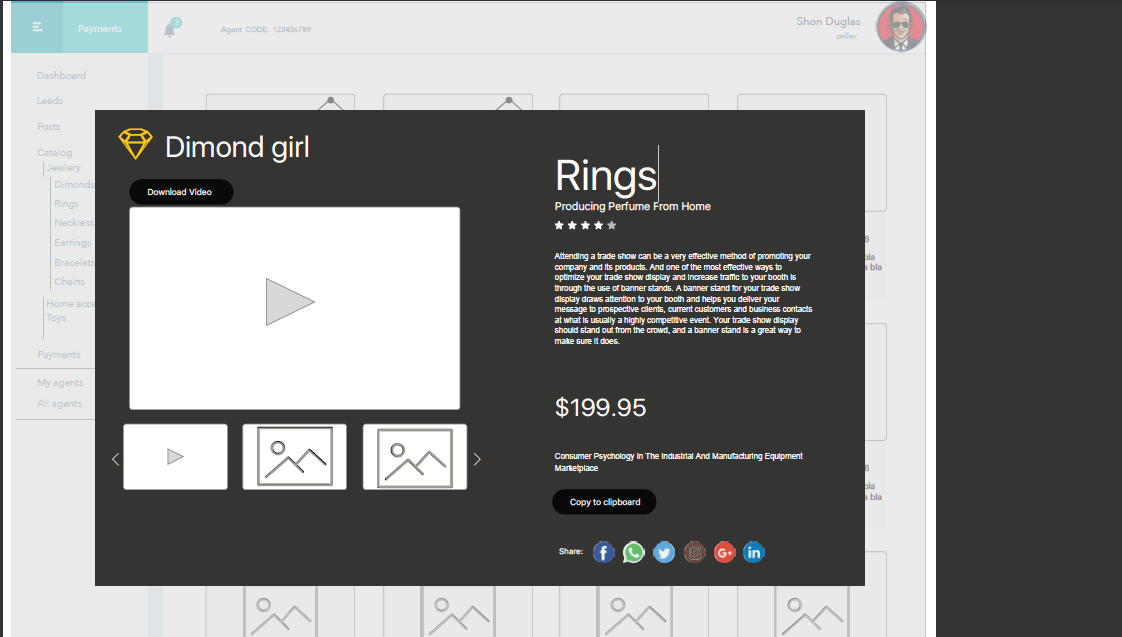 Payments
3
Agent CODE: 123456789
Shon Duglas
seller
Dashboard
Leads
Posts
Catalog
Jewlery
Dimonds
Rings
Neckless
Earrings
Bracelets
Chains
Home acce
Toys
Payments
My agents
All agents
Dimond girl
Download Video
Rings
Producing Perfume From Home
Attending a trade show can be a very effective method of promoting your
company and its products. And one of the most effective ways to
optimize your trade show display and increase traffic to your booth is
through the use of banner stands. A banner stand for your trade show
display draws attention to your booth and helps you deliver your
message to prospective clients, current customers and business contacts
at what is usually a highly competitive event. Your trade show display
should stand out from the crowd, and a banner stand is a great way to
make sure it does.
$199.95
Consumer Psychology In The Industrial And Manufacturing Equipment
Marketplace
Copy to clipboard
Share:
f
G+
in
bla
a bla
bla
a bla